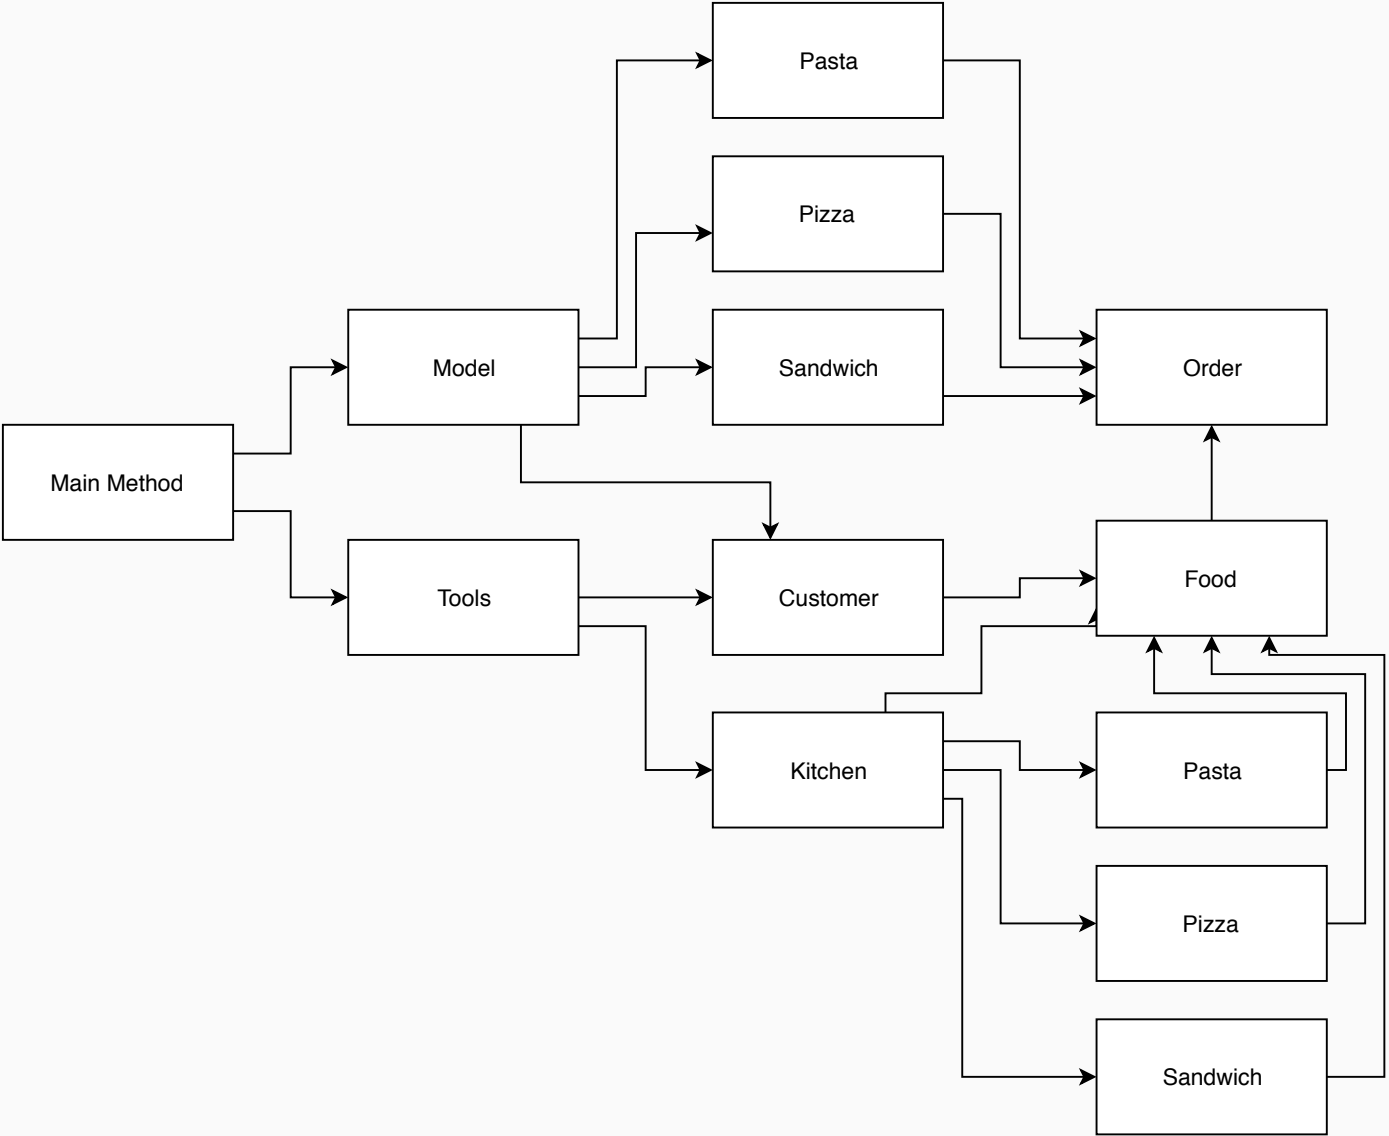 Pasta
Pizza
Model
Sandwich
Order
Main Method
Tools
Customer
Food
Kitchen
Pasta
Pizza
Sandwich